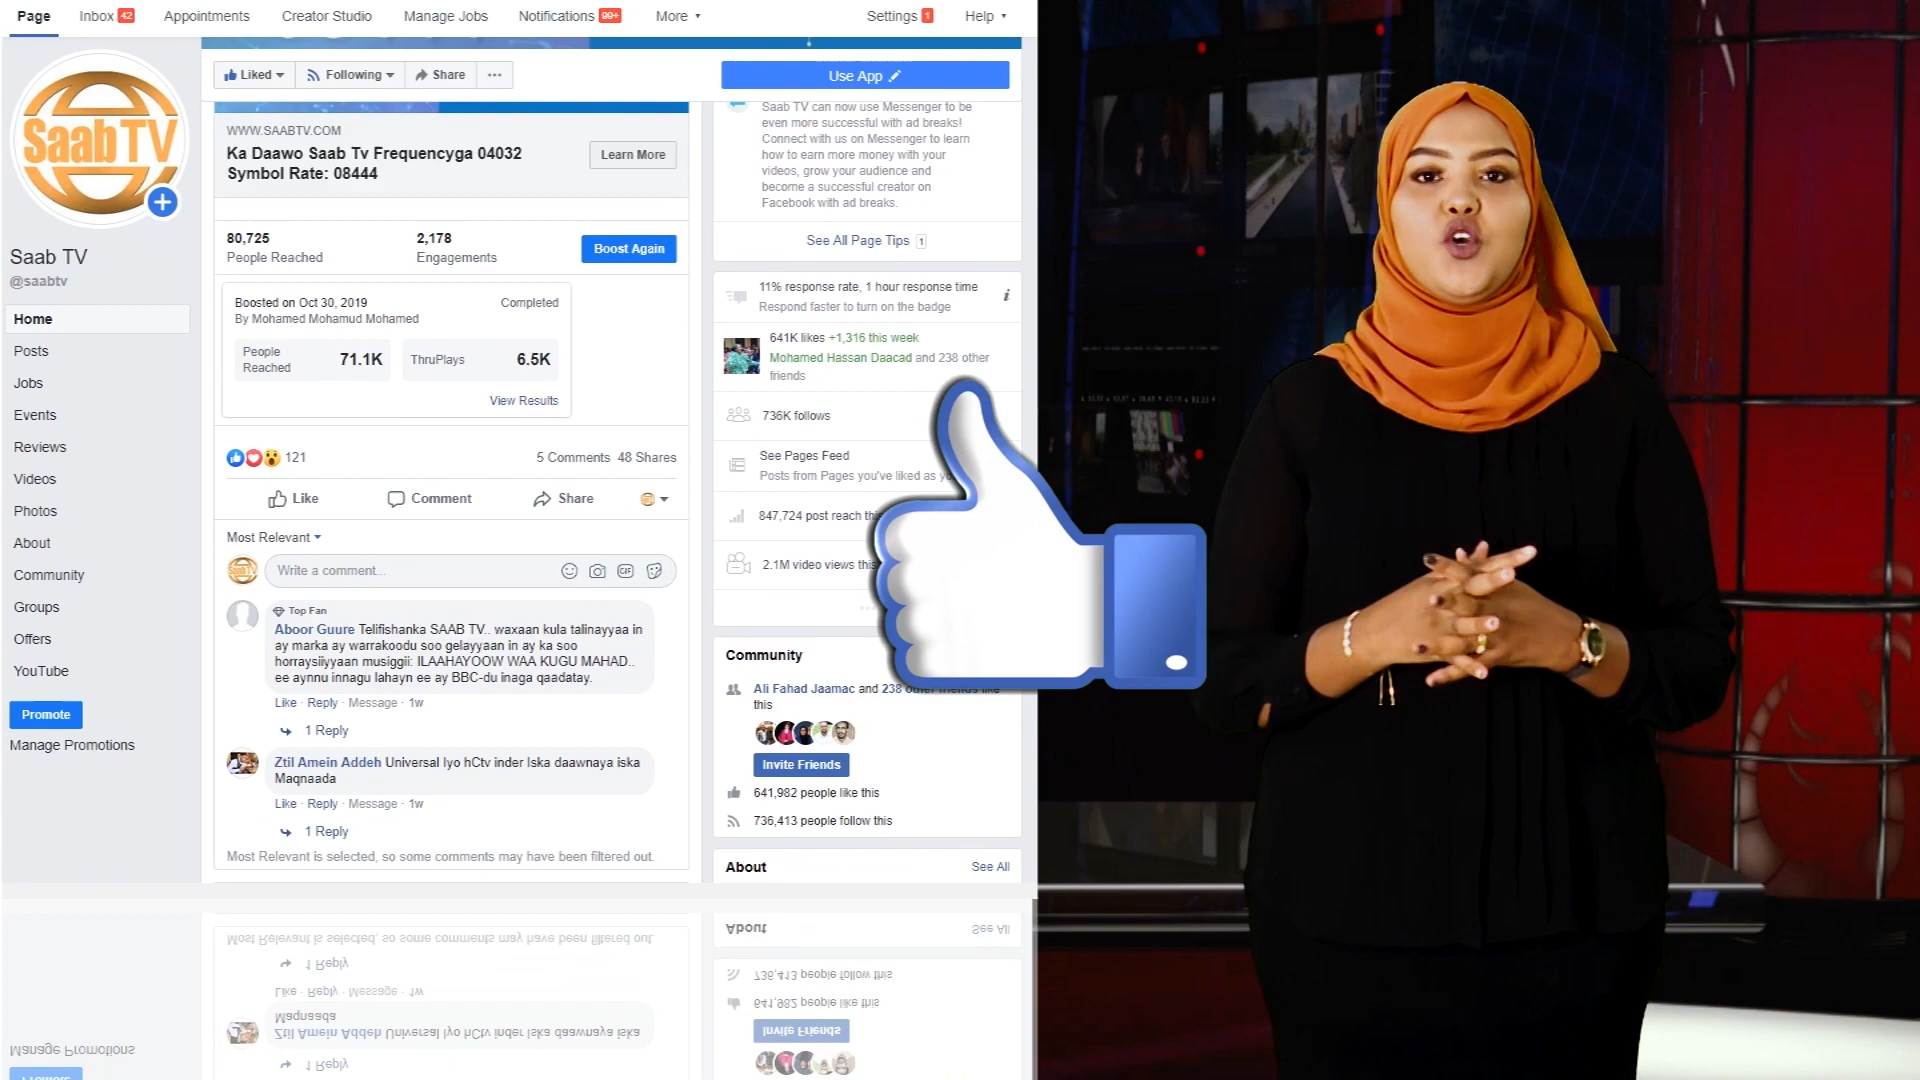 Page
Inbox 42
Appointments
Creator Studio
Manage Jobs
Notifications 99+
More
Settings 1
Help
Liked
Following
Share
Use App
SaabTV
Saab TV
@saabtv
Home
Posts
Jobs
Events
Reviews
Videos
Photos
About
Community
Groups
Offers
YouTube
Promote
Manage Promotions
WWW.SAABTV.COM
Ka Daawo Saab Tv Frequencyga 04032
Symbol Rate: 08444
Learn More
80,725
People Reached
2,178
Engagements
Boost Again
Boosted on Oct 30, 2019
Completed
By Mohamed Mohamud Mohamed
People
Reached
71.1K
ThruPlays
6.5K
View Results
121
5 Comments 48 Shares
Like
Comment
Share
Most Relevant
Write a comment...
GIF
Top Fan
Aboor Guure Telifishanka SAAB TV.. waxaan kula talinayyaa in
ay marka ay warrakoodu soo gelayyaan in ay ka soo
horraysiiyyaan musiggii: ILAAHAYOOW WAA KUGU MAHAD..
ee aynnu innagu lahayn ee ay BBC-du inaga qaadatay.
Like · Reply · Message · 1w
1 Reply
Ztil Amein Addeh Universal Iyo hCtv inder Iska daawnaya iska
Maqnaada
Like · Reply · Message · 1w
1 Reply
Most Relevant is selected, so some comments may have been filtered out.
Saab TV can now use Messenger to be
even more successful with ad breaks!
Connect with us on Messenger to learn
how to earn more money with your
videos, grow your audience and
become a successful creator on
Facebook with ad breaks.
See All Page Tips 1
11% response rate, 1 hour response time
Respond faster to turn on the badge
641K likes +1,316 this week
Mohamed Hassan Daacad and 238 other
friends
736K follows
See Pages Feed
Posts from Pages you've liked as
847,724 post reach
2.1M video views this
Community
Ali Fahad Jaamac and 238 other friends like
this
Invite Friends
641,982 people like this
736,413 people follow this
About
See All